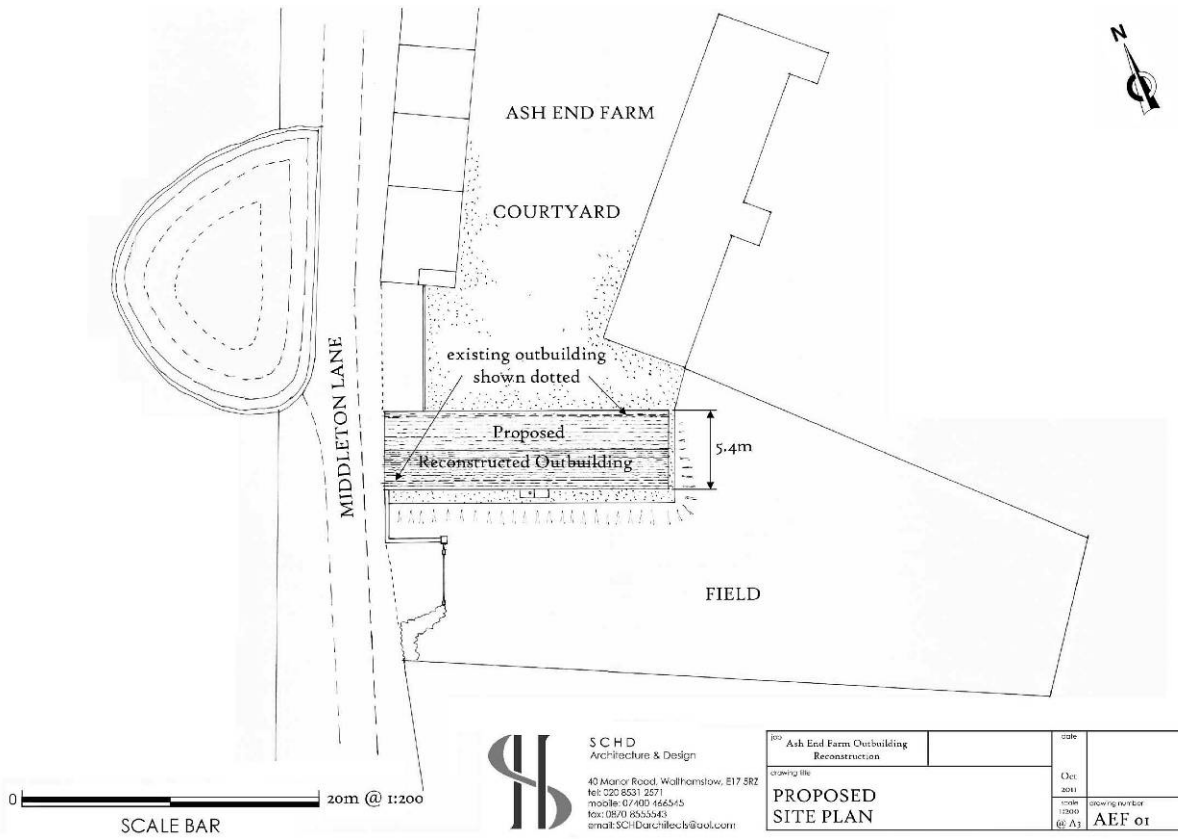 N
ASH END FARM
COURTYARD
existing outbuilding
shown dotted
MIDDLETON LANE
Proposed
Reconstructed Outbuilding
5.4m
FIELD
0
20m @ 1:200
SCALE BAR
SCHD
Architecture & Design
40 Manor Road, Walthamstow, E17 5RZ
tel: 020 8531 2571
mobile: 07400 466545
fax: 0870 8555543
email: SCHDarchitects@aol.com
job Ash End Farm Outbuilding
Reconstruction
drawing title
PROPOSED
SITE PLAN
date
Oct
2011
scale
1:200
@ A3
drawing number
AEF 01